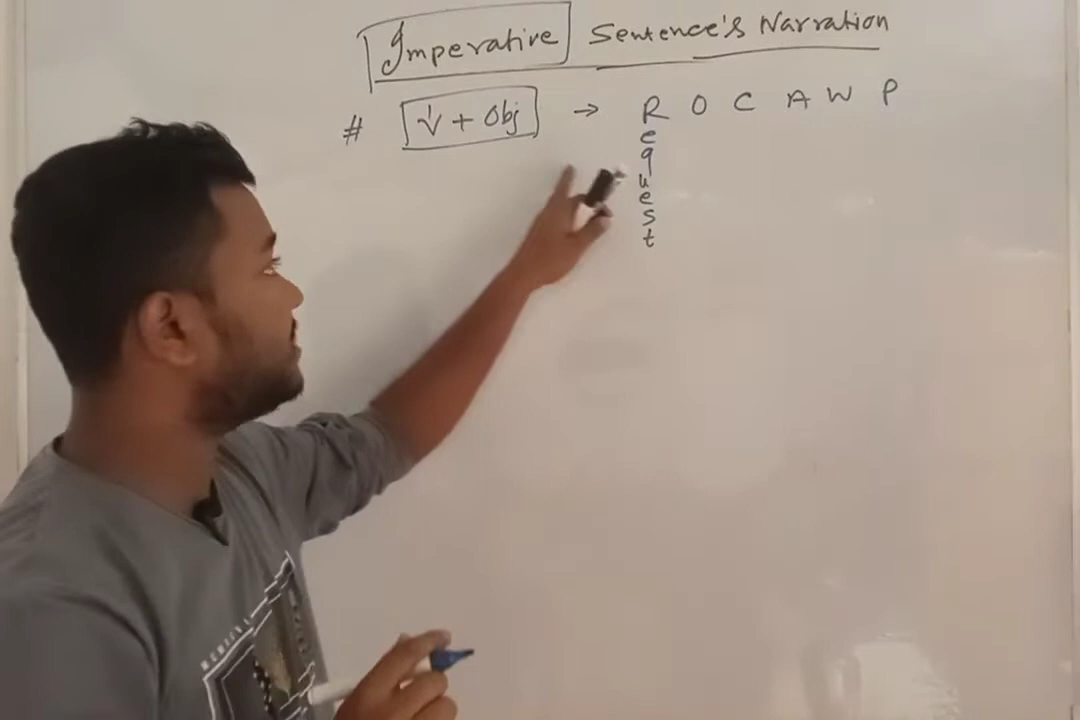 Imperative Sentence's Narration
# V + Obj → R O C A W P
e
q
u
e
s
t